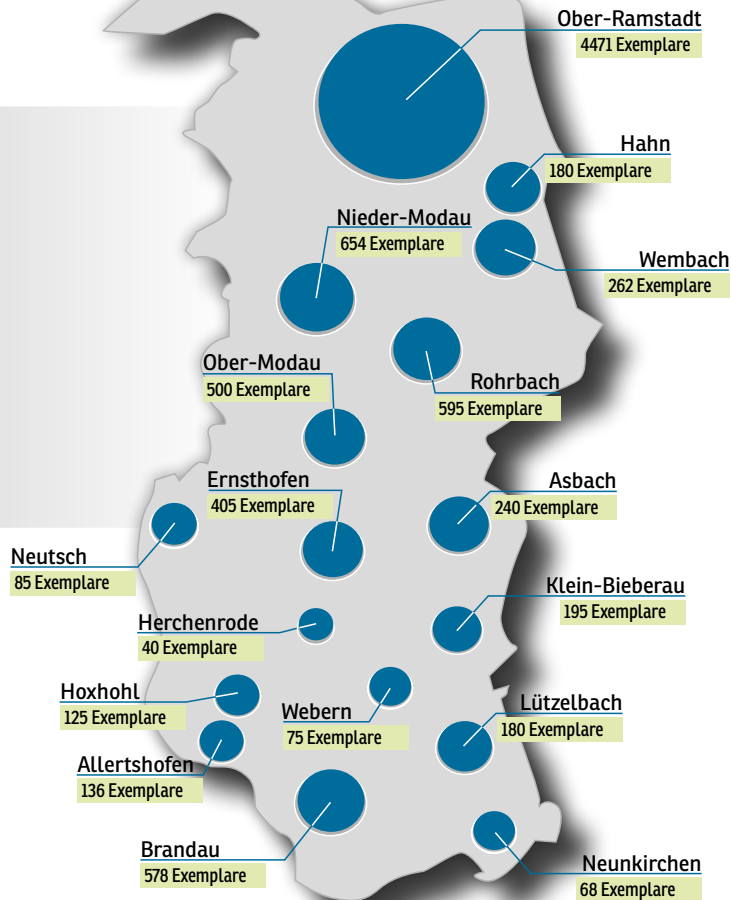 Ober-Ramstadt
4471 Exemplare
Hahn
180 Exemplare
Nieder-Modau
654 Exemplare
Wembach
262 Exemplare
Ober-Modau
500 Exemplare
Rohrbach
595 Exemplare
Ernsthofen
405 Exemplare
Asbach
240 Exemplare
Neutsch
85 Exemplare
Klein-Bieberau
195 Exemplare
Herchenrode
40 Exemplare
Hoxhohl
125 Exemplare
Webern
75 Exemplare
Lützelbach
180 Exemplare
Allertshofen
136 Exemplare
Brandau
578 Exemplare
Neunkirchen
68 Exemplare